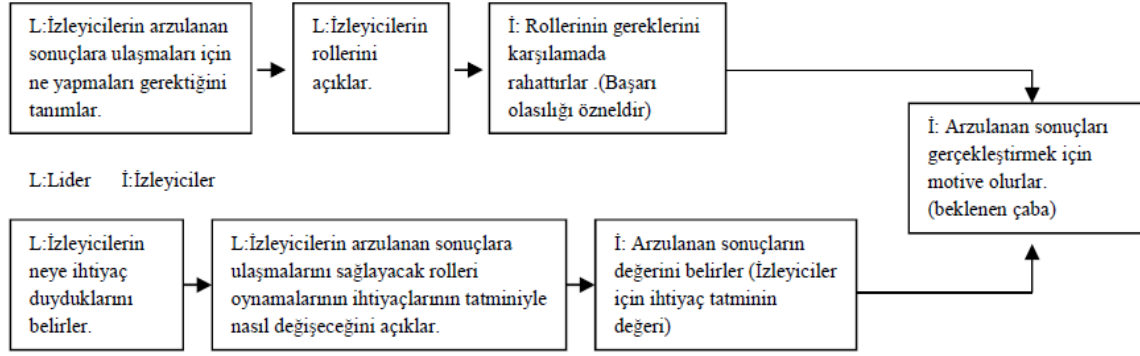 L:İzleyicilerin arzulanan
sonuçlara ulaşmaları için
ne yapmaları gerektiğini
tanımlar.
L:İzleyicilerin
rollerini
açıklar.
İ: Rollerinin gereklerini
karşılamada
rahattırlar .(Başarı
olasılığı özneldir)
İ: Arzulanan sonuçları
gerçekleştirmek için
motive olurlar.
(beklenen çaba)
L:Lider İ:İzleyiciler
L:İzleyicilerin
neye ihtiyaç
duyduklarını
belirler.
L:İzleyicilerin arzulanan sonuçlara
ulaşmalarını sağlayacak rolleri
oynamalarının ihtiyaçlarının tatminiyle
nasıl değişeceğini açıklar.
İ: Arzulanan sonuçların
değerini belirler (İzleyiciler
için ihtiyaç tatminin
değeri)